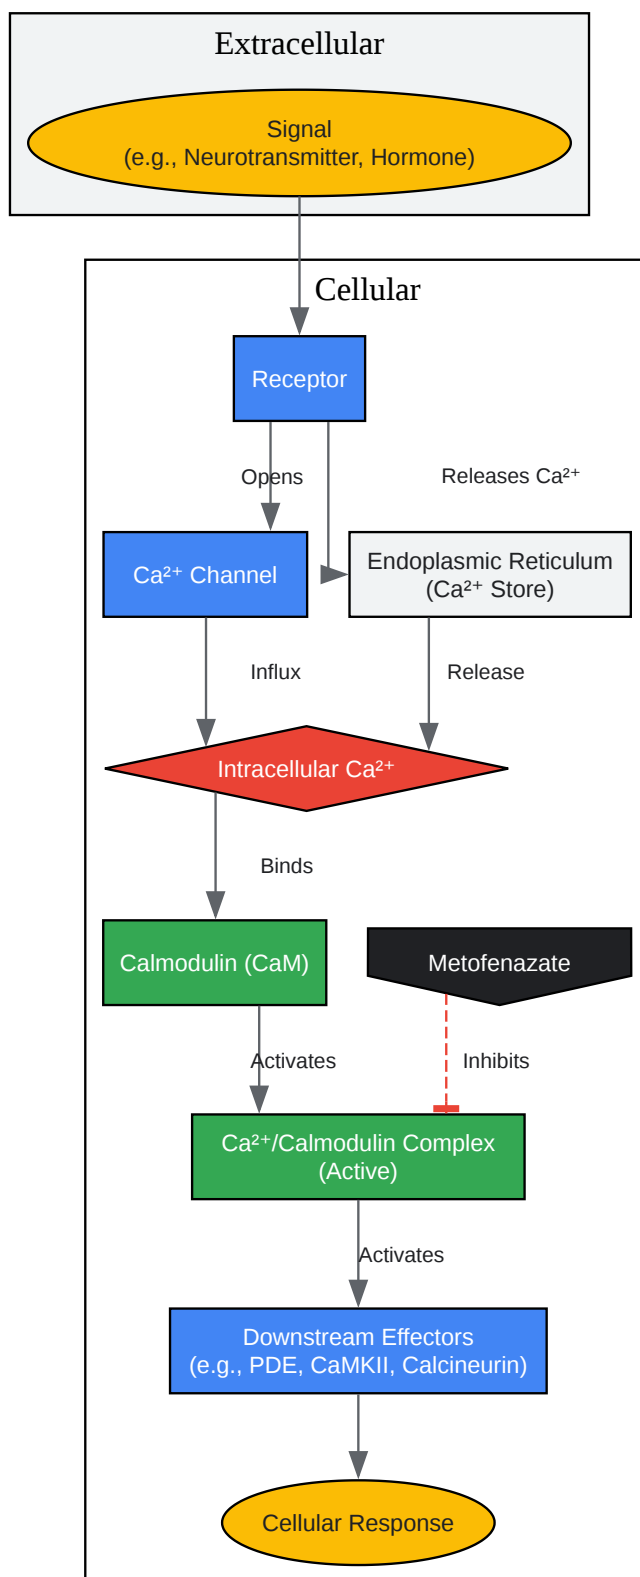 Extracellular
Signal
(e.g., Neurotransmitter, Hormone)
Cellular
Receptor
Opens
Releases Ca²⁺
Ca²⁺ Channel
Endoplasmic Reticulum
(Ca²⁺ Store)
Influx
Release
Intracellular Ca²⁺
Binds
Calmodulin (CaM)
Metofenazate
Activates
Inhibits
Ca²⁺/Calmodulin Complex
(Active)
Activates
Downstream Effectors
(e.g., PDE, CaMKII, Calcineurin)
Cellular Response